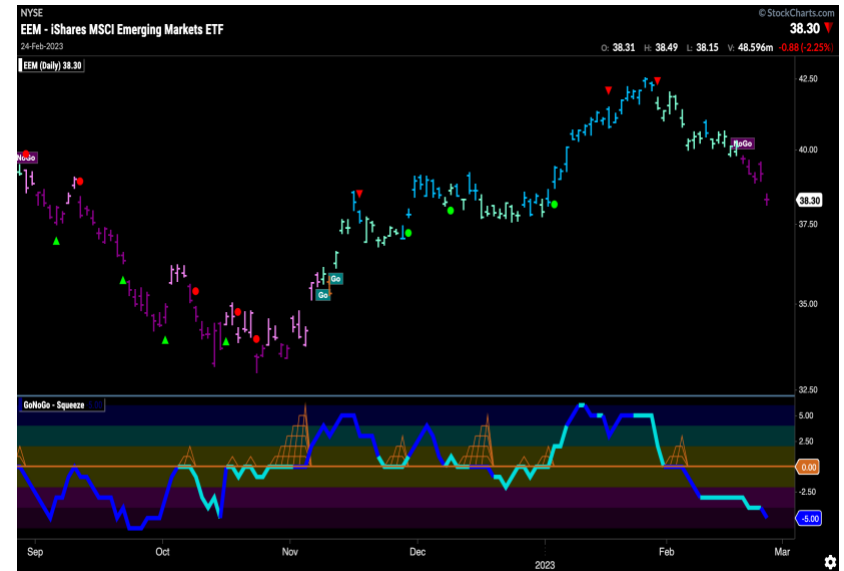 NYSE
© StockCharts.com
EEM - iShares MSCI Emerging Markets ETF
38.30
24-Feb-2023
O: 38.31 H: 38.49 L: 38.15 V: 48.596m -0.88 (-2.25%)
EEM (Daily) 38.30
42.50
NoGo
40.00
NoGo
38.30
37.50
Go
Go
35.00
32.50
GoNoGo - Squeeze
5.00
2.50
0.00
-2.50
-5.00
Sep Oct Nov Dec Feb Mar
2023